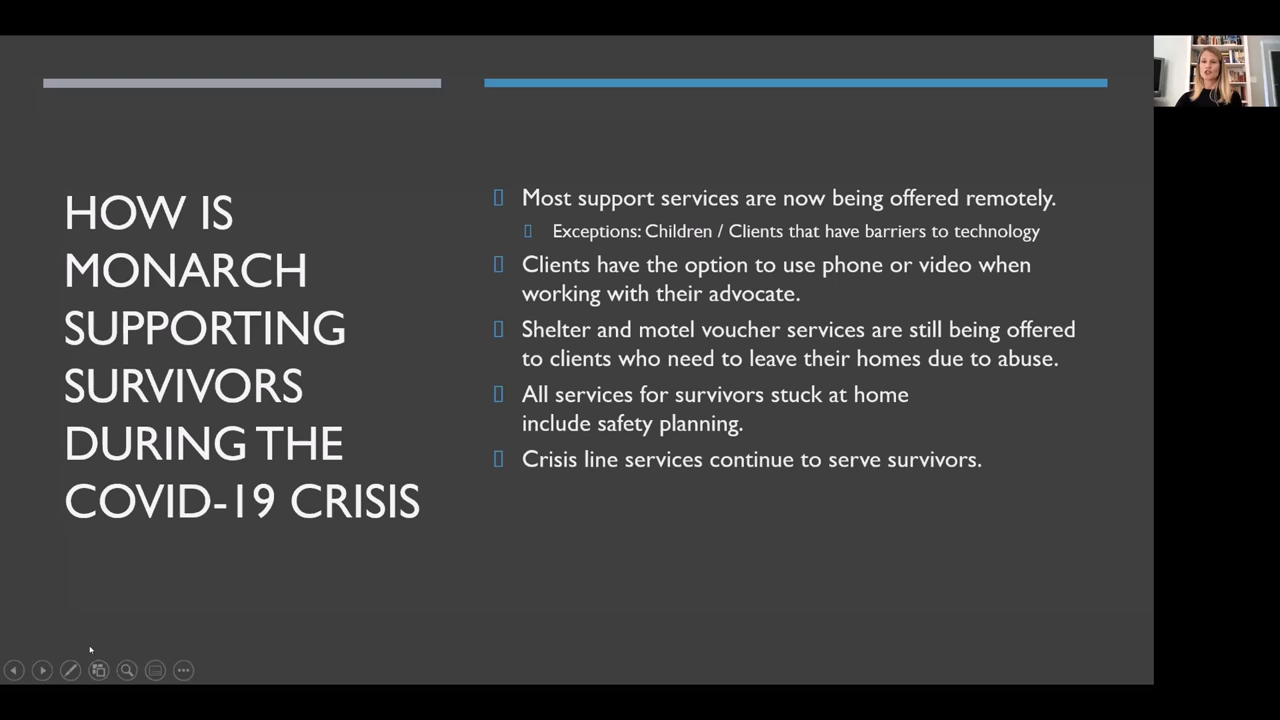 HOW IS
MONARCH
SUPPORTING
SURVIVORS
DURING THE
COVID-19 CRISIS
Most support services are now being offered remotely.
Exceptions: Children / Clients that have barriers to technology
Clients have the option to use phone or video when
working with their advocate.
Shelter and motel voucher services are still being offered
to clients who need to leave their homes due to abuse.
All services for survivors stuck at home
include safety planning.
Crisis line services continue to serve survivors.